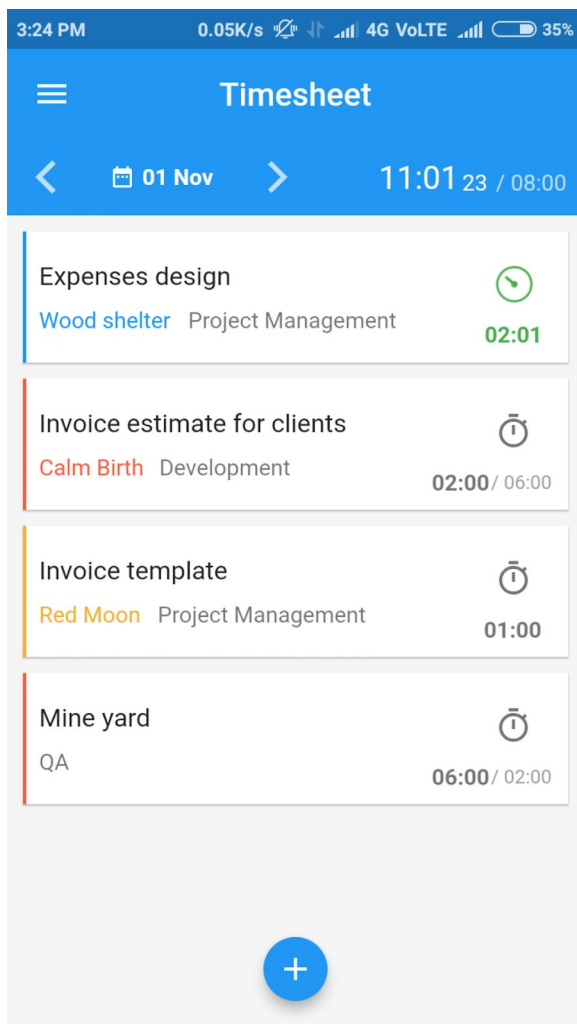 3:24 PM 0.05K/s 4G VoLTE 35%
Timesheet
01 Nov 11:01 23 / 08:00
Expenses design
Wood shelter Project Management
02:01
Invoice estimate for clients
Calm Birth Development
02:00/ 06:00
Invoice template
Red Moon Project Management
01:00
Mine yard
QA
06:00/ 02:00
+